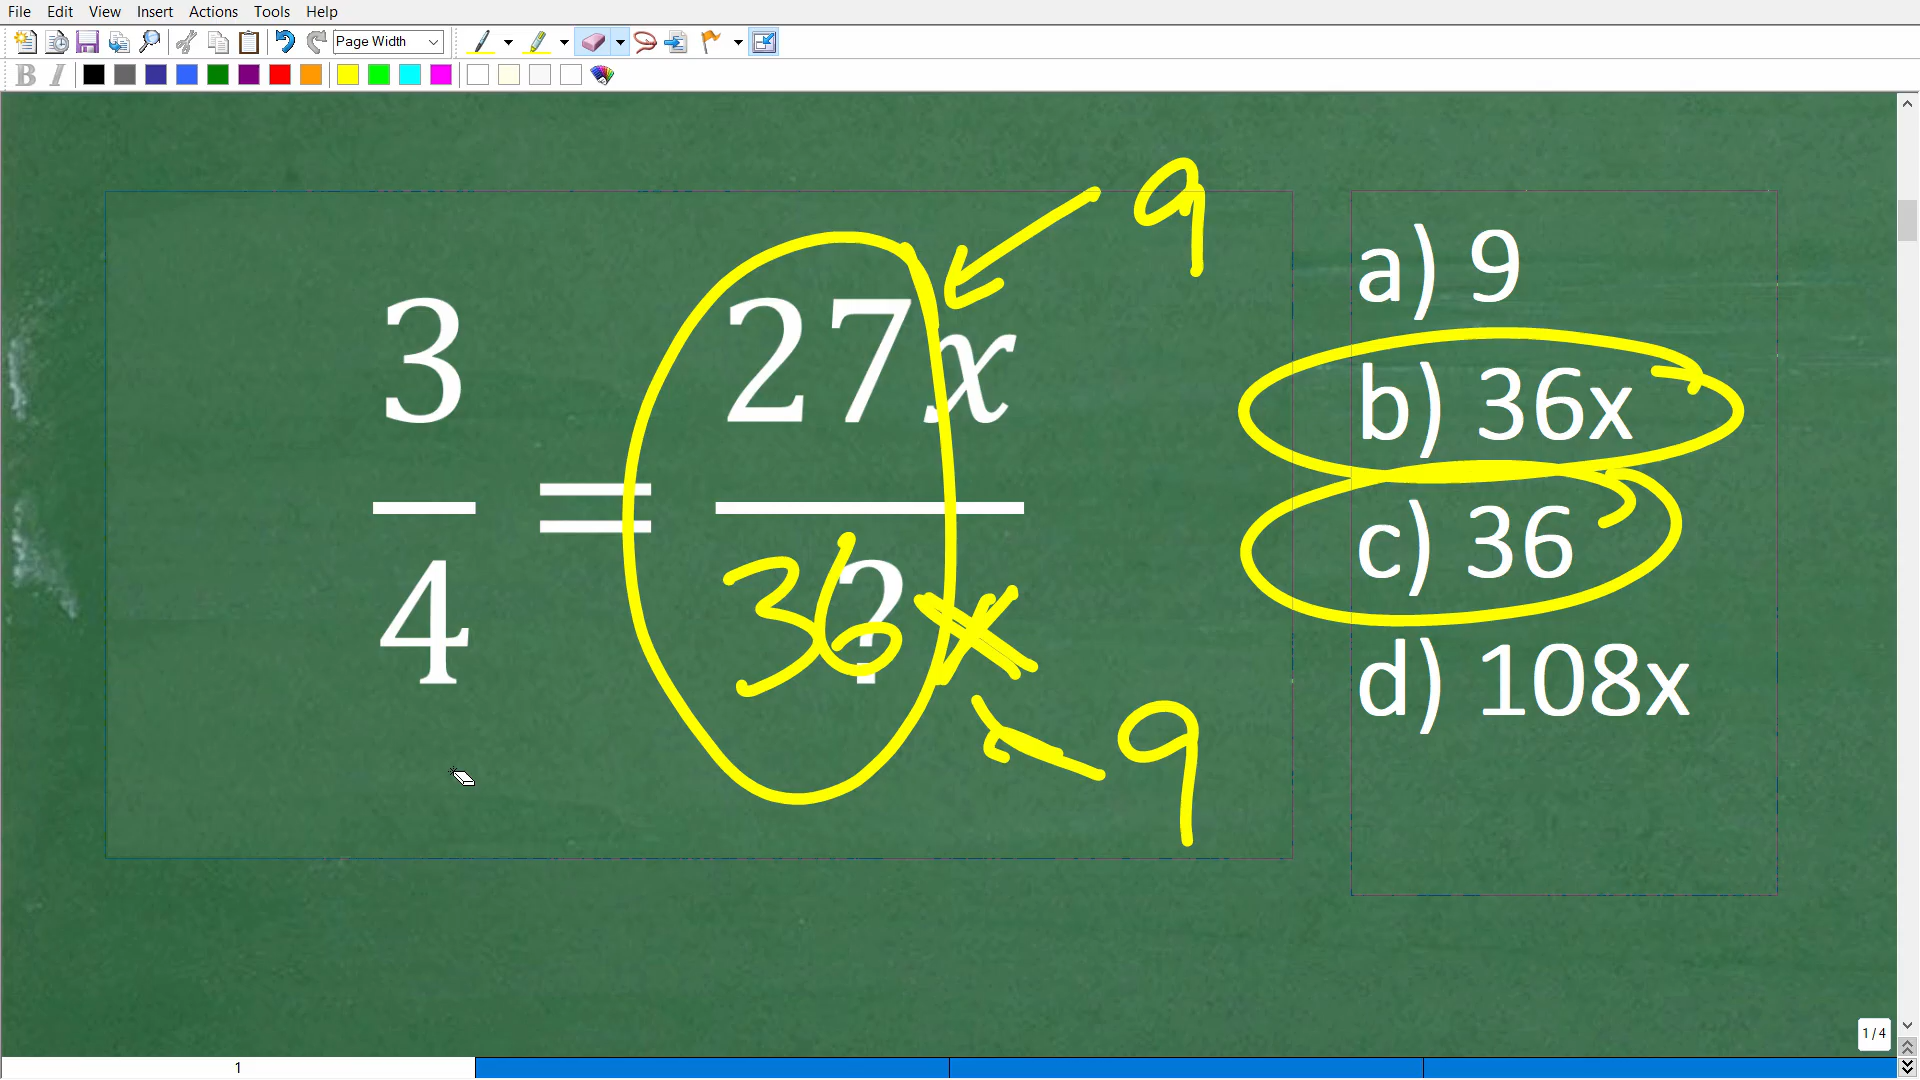 File Edit View Insert Actions Tools Help
Page Width
B I
9
3 = 27x
4 ? 36 x
9
a) 9
b) 36x
c) 36
d) 108x
1 / 4
1